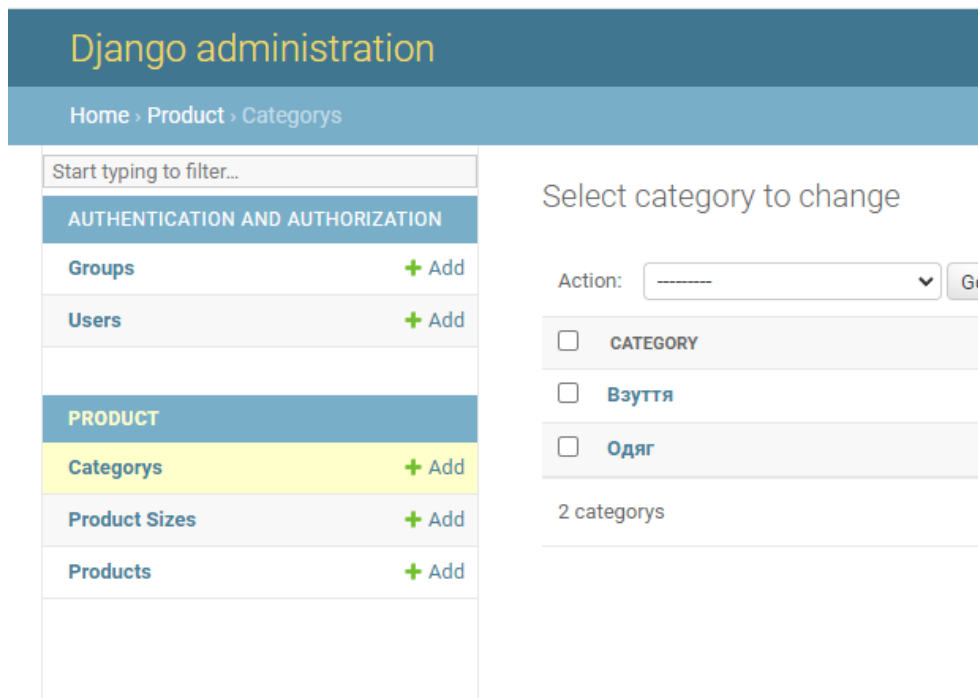 Django administration
Home › Product › Categorys
Start typing to filter...
AUTHENTICATION AND AUTHORIZATION
Groups + Add
Users + Add
PRODUCT
Categorys + Add
Product Sizes + Add
Products + Add
Select category to change
Action: ---------
CATEGORY
Взуття
Одяг
2 categorys